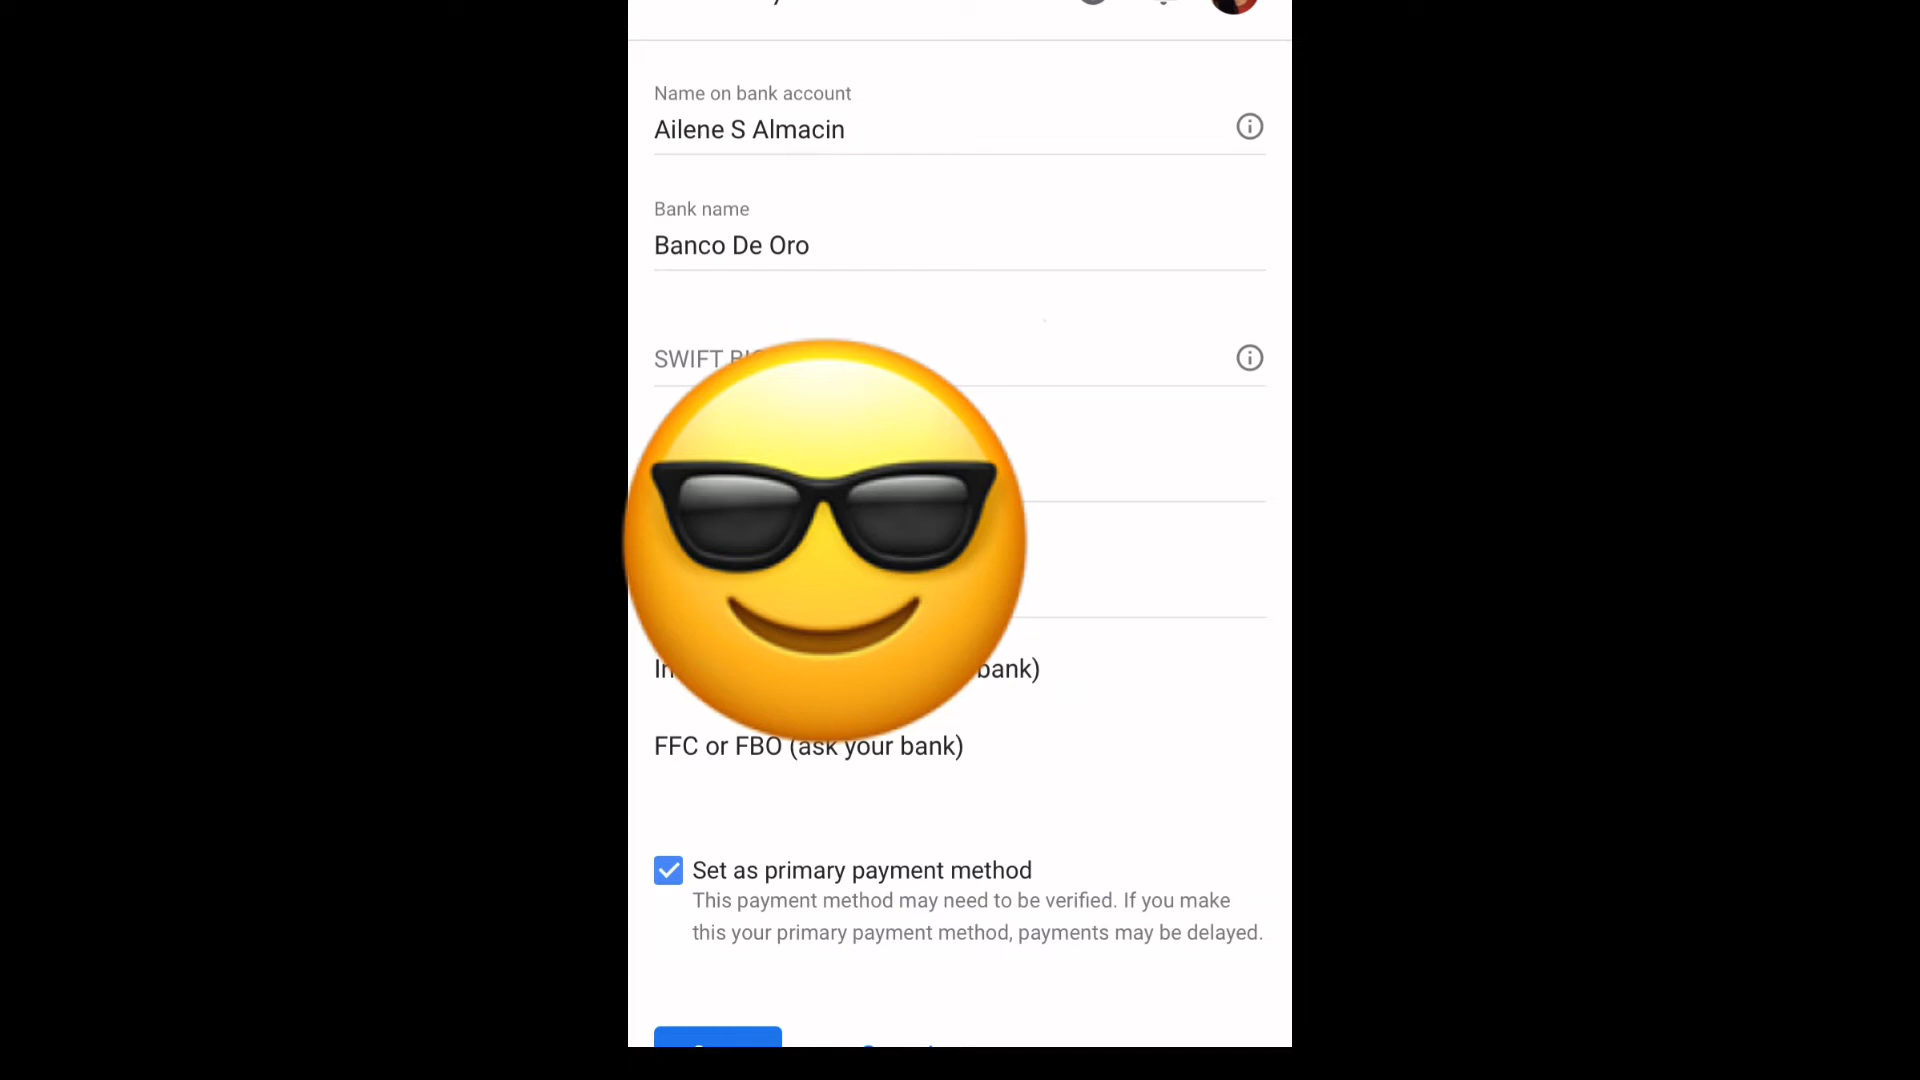 Name on bank account
Ailene S Almacin
Bank name
Banco De Oro
SWIFT
bank)
FFC or FBO (ask your bank)
Set as primary payment method
This payment method may need to be verified. If you make
this your primary payment method, payments may be delayed.